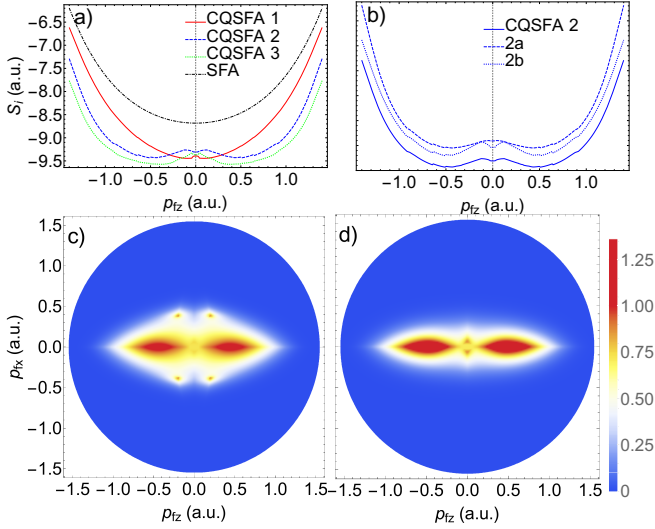 a)
CQSFA 1
CQSFA 2
CQSFA 3
SFA
S_i (a.u.)
−6.5
−7.0
−7.5
−8.0
−8.5
−9.0
−9.5
−1.0 −0.5 0.0 0.5 1.0
p_fz (a.u.)
b)
CQSFA 2
2a
2b
−1.0 −0.5 0.0 0.5 1.0
p_fz (a.u.)
c)
p_fx (a.u.)
1.5
1.0
0.5
0.0
−0.5
−1.0
−1.5
−1.5 −1.0 −0.5 0.0 0.5 1.0 1.5
p_fz (a.u.)
d)
−1.5 −1.0 −0.5 0.0 0.5 1.0 1.5
p_fz (a.u.)
1.25
1.00
0.75
0.50
0.25
0